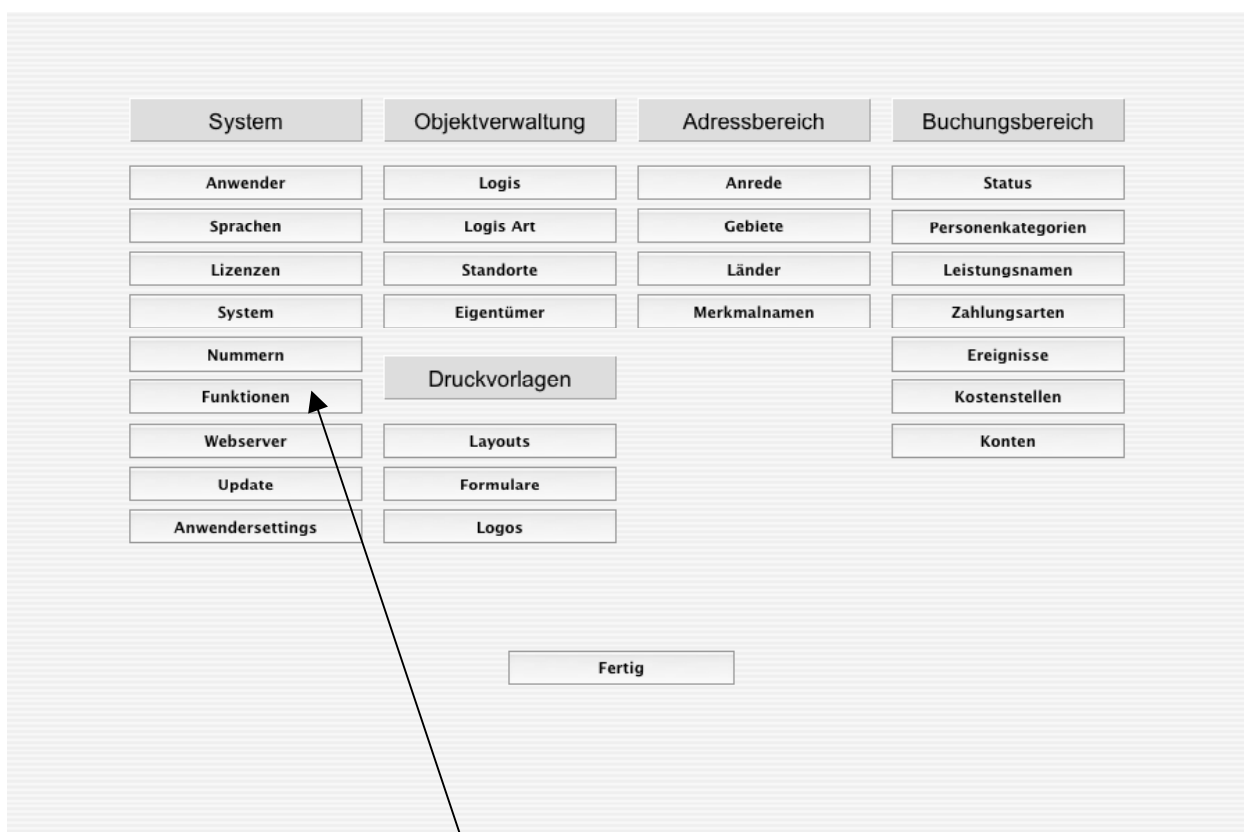 System
Anwender
Sprachen
Lizenzen
System
Nummern
Funktionen
Webserver
Update
Anwendersettings
Objektverwaltung
Logis
Logis Art
Standorte
Eigentümer
Druckvorlagen
Layouts
Formulare
Logos
Adressbereich
Anrede
Gebiete
Länder
Merkmalnamen
Buchungsbereich
Status
Personenkategorien
Leistungsnamen
Zahlungsarten
Ereignisse
Kostenstellen
Konten
Fertig